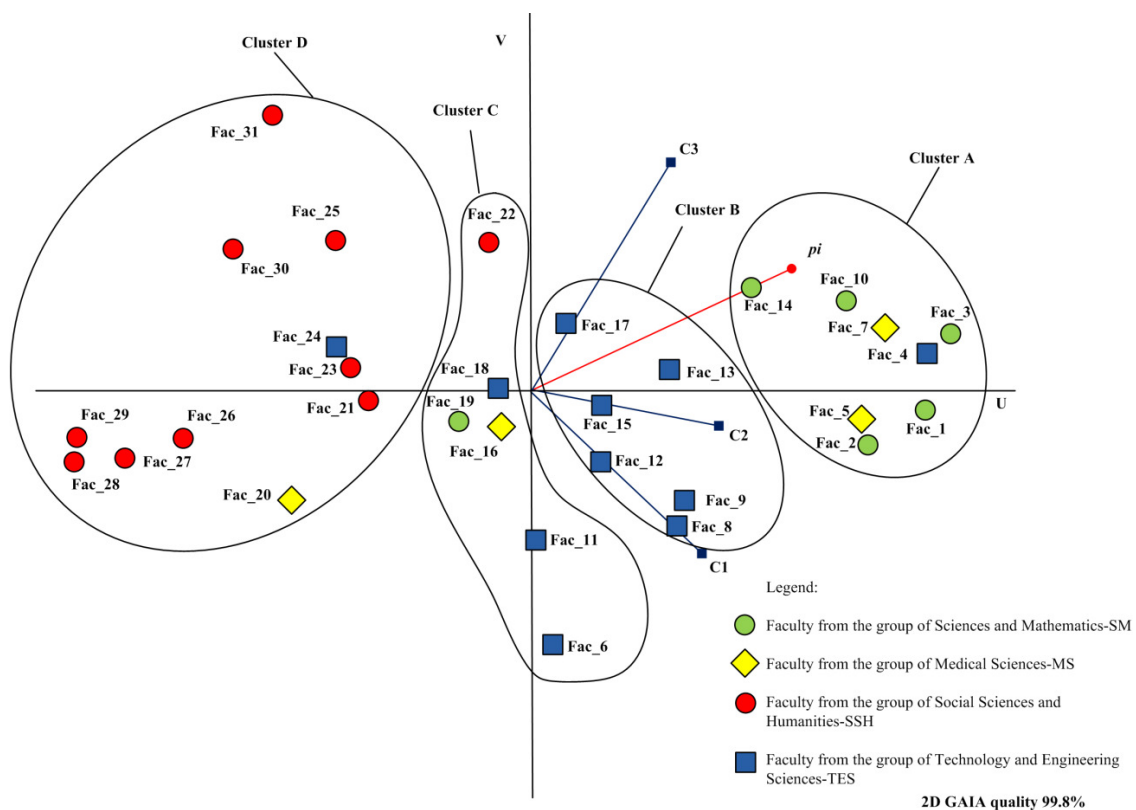 V
Cluster D
Cluster C
Fac_31
C3
Cluster A
Fac_25
Fac_22
Cluster B
Fac_30
pi
Fac_10
Fac_14
Fac_3
Fac_17
Fac_7
Fac_24
Fac_4
Fac_23
Fac_18
Fac_13
U
Fac_29
Fac_26
Fac_21
Fac_19
Fac_15
Fac_5
Fac_1
Fac_16
C2
Fac_2
Fac_27
Fac_28
Fac_12
Fac_20
Fac_9
Fac_8
Fac_11
C1
Fac_6
Legend:
Faculty from the group of Sciences and Mathematics-SM
Faculty from the group of Medical Sciences-MS
Faculty from the group of Social Sciences and
Humanities-SSH
Faculty from the group of Technology and Engineering
Sciences-TES
2D GAIA quality 99.8%